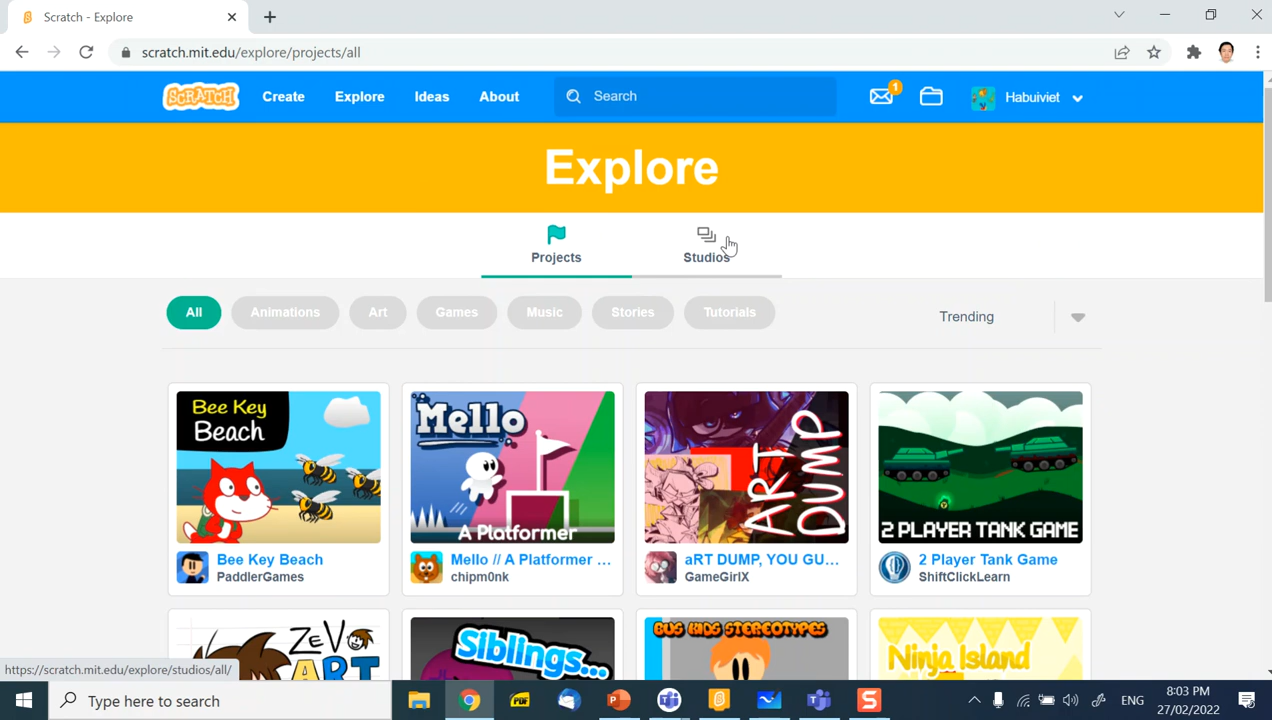 Scratch - Explore
scratch.mit.edu/explore/projects/all
SCRATCH Create Explore Ideas About Search 1 Habuiviet
Explore
Projects Studios
All Animations Art Games Music Stories Tutorials Trending
Bee Key
Beach
Mello
A Platformer
ART DUMP
2 PLAYER TANK GAME
Bee Key Beach
PaddlerGames
Mello // A Platformer ...
chipm0nk
aRT DUMP, YOU GU...
GameGirlX
2 Player Tank Game
ShiftClickLearn
ZeVo
ART
Siblings...
BUS KIDS STEREOTYPES
Ninja Island
https://scratch.mit.edu/explore/studios/all/
Type here to search
PDF
ENG
8:03 PM
27/02/2022